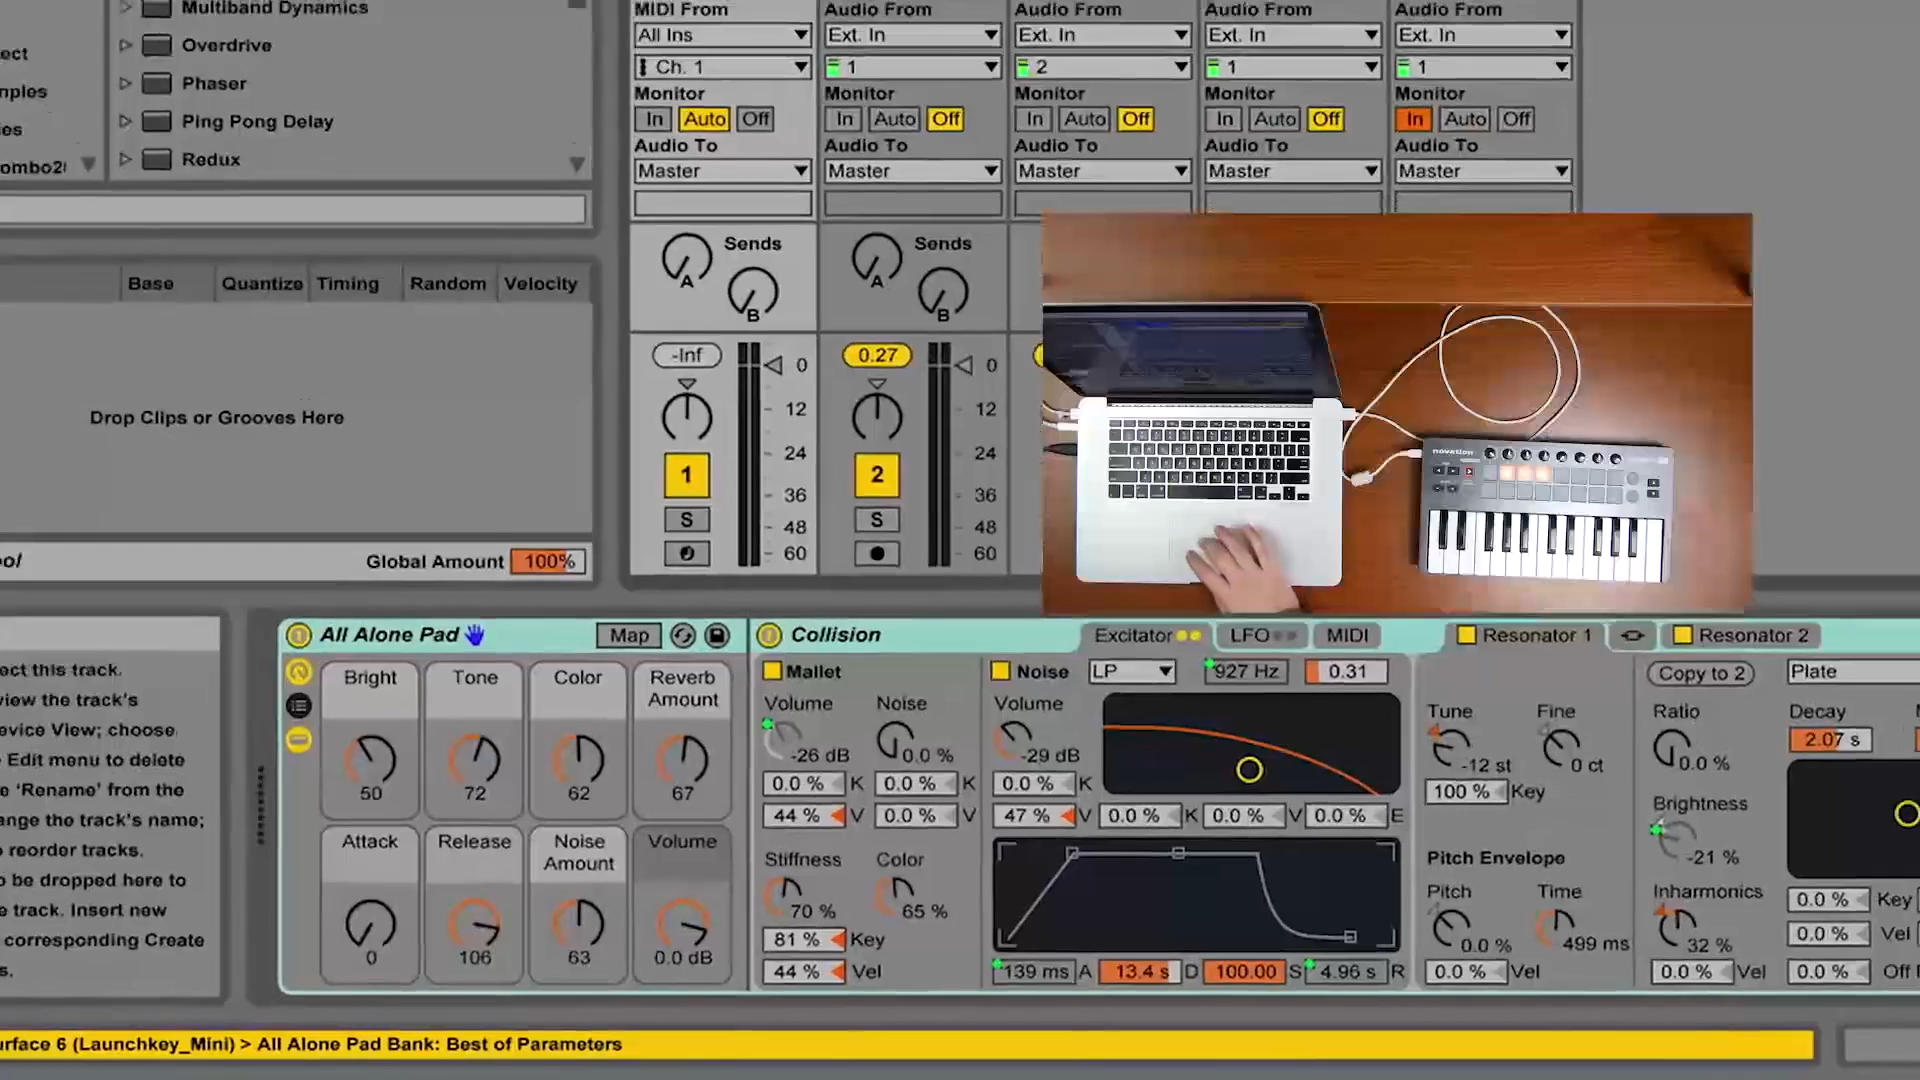 Multiband Dynamics
Overdrive
Phaser
Ping Pong Delay
Redux
ect
nples
ies
ombo2
MIDI From
All Ins
Ch. 1
Monitor
In Auto Off
Audio To
Master
Audio From
Ext. In
1
Monitor
In Auto Off
Audio To
Master
Audio From
Ext. In
2
Monitor
In Auto Off
Audio To
Master
Audio From
Ext. In
1
Monitor
In Auto Off
Audio To
Master
Audio From
Ext. In
1
Monitor
In Auto Off
Audio To
Master
Base Quantize Timing Random Velocity
Drop Clips or Grooves Here
ol Global Amount 100%
Sends
A B
-Inf
0
12
24
36
48
60
1
S
Sends
A B
0.27
0
12
24
36
48
60
2
S
novation
ect this track.
view the track's
evice View; choose
Edit menu to delete
e 'Rename' from the
ange the track's name;
o reorder tracks.
o be dropped here to
e track. Insert new
corresponding Create
s.
All Alone Pad Map
Bright Tone Color Reverb Amount
50 72 62 67
Attack Release Noise Amount Volume
0 106 63 0.0 dB
Collision Excitator LFO MIDI
Mallet
Volume Noise
-26 dB 0.0 %
0.0 % K 0.0 % K
44 % V 0.0 % V
Stiffness Color
70 % 65 %
81 % Key
44 % Vel
Noise LP 927 Hz 0.31
Volume
-29 dB
0.0 % K
47 % V 0.0 % K 0.0 % V 0.0 % E
139 ms A 13.4 s D 100.00 S 4.96 s R
Resonator 1 Resonator 2
Tune Fine
-12 st 0 ct
100 % Key
Pitch Envelope
Pitch Time
0.0 % 499 ms
0.0 % Vel
Copy to 2 Plate
Ratio Decay
0.0 % 2.07 s
Brightness
-21 %
Inharmonics
32 %
0.0 % Vel
0.0 % Key
0.0 % Vel
0.0 % Off
urface 6 (Launchkey_Mini) > All Alone Pad Bank: Best of Parameters